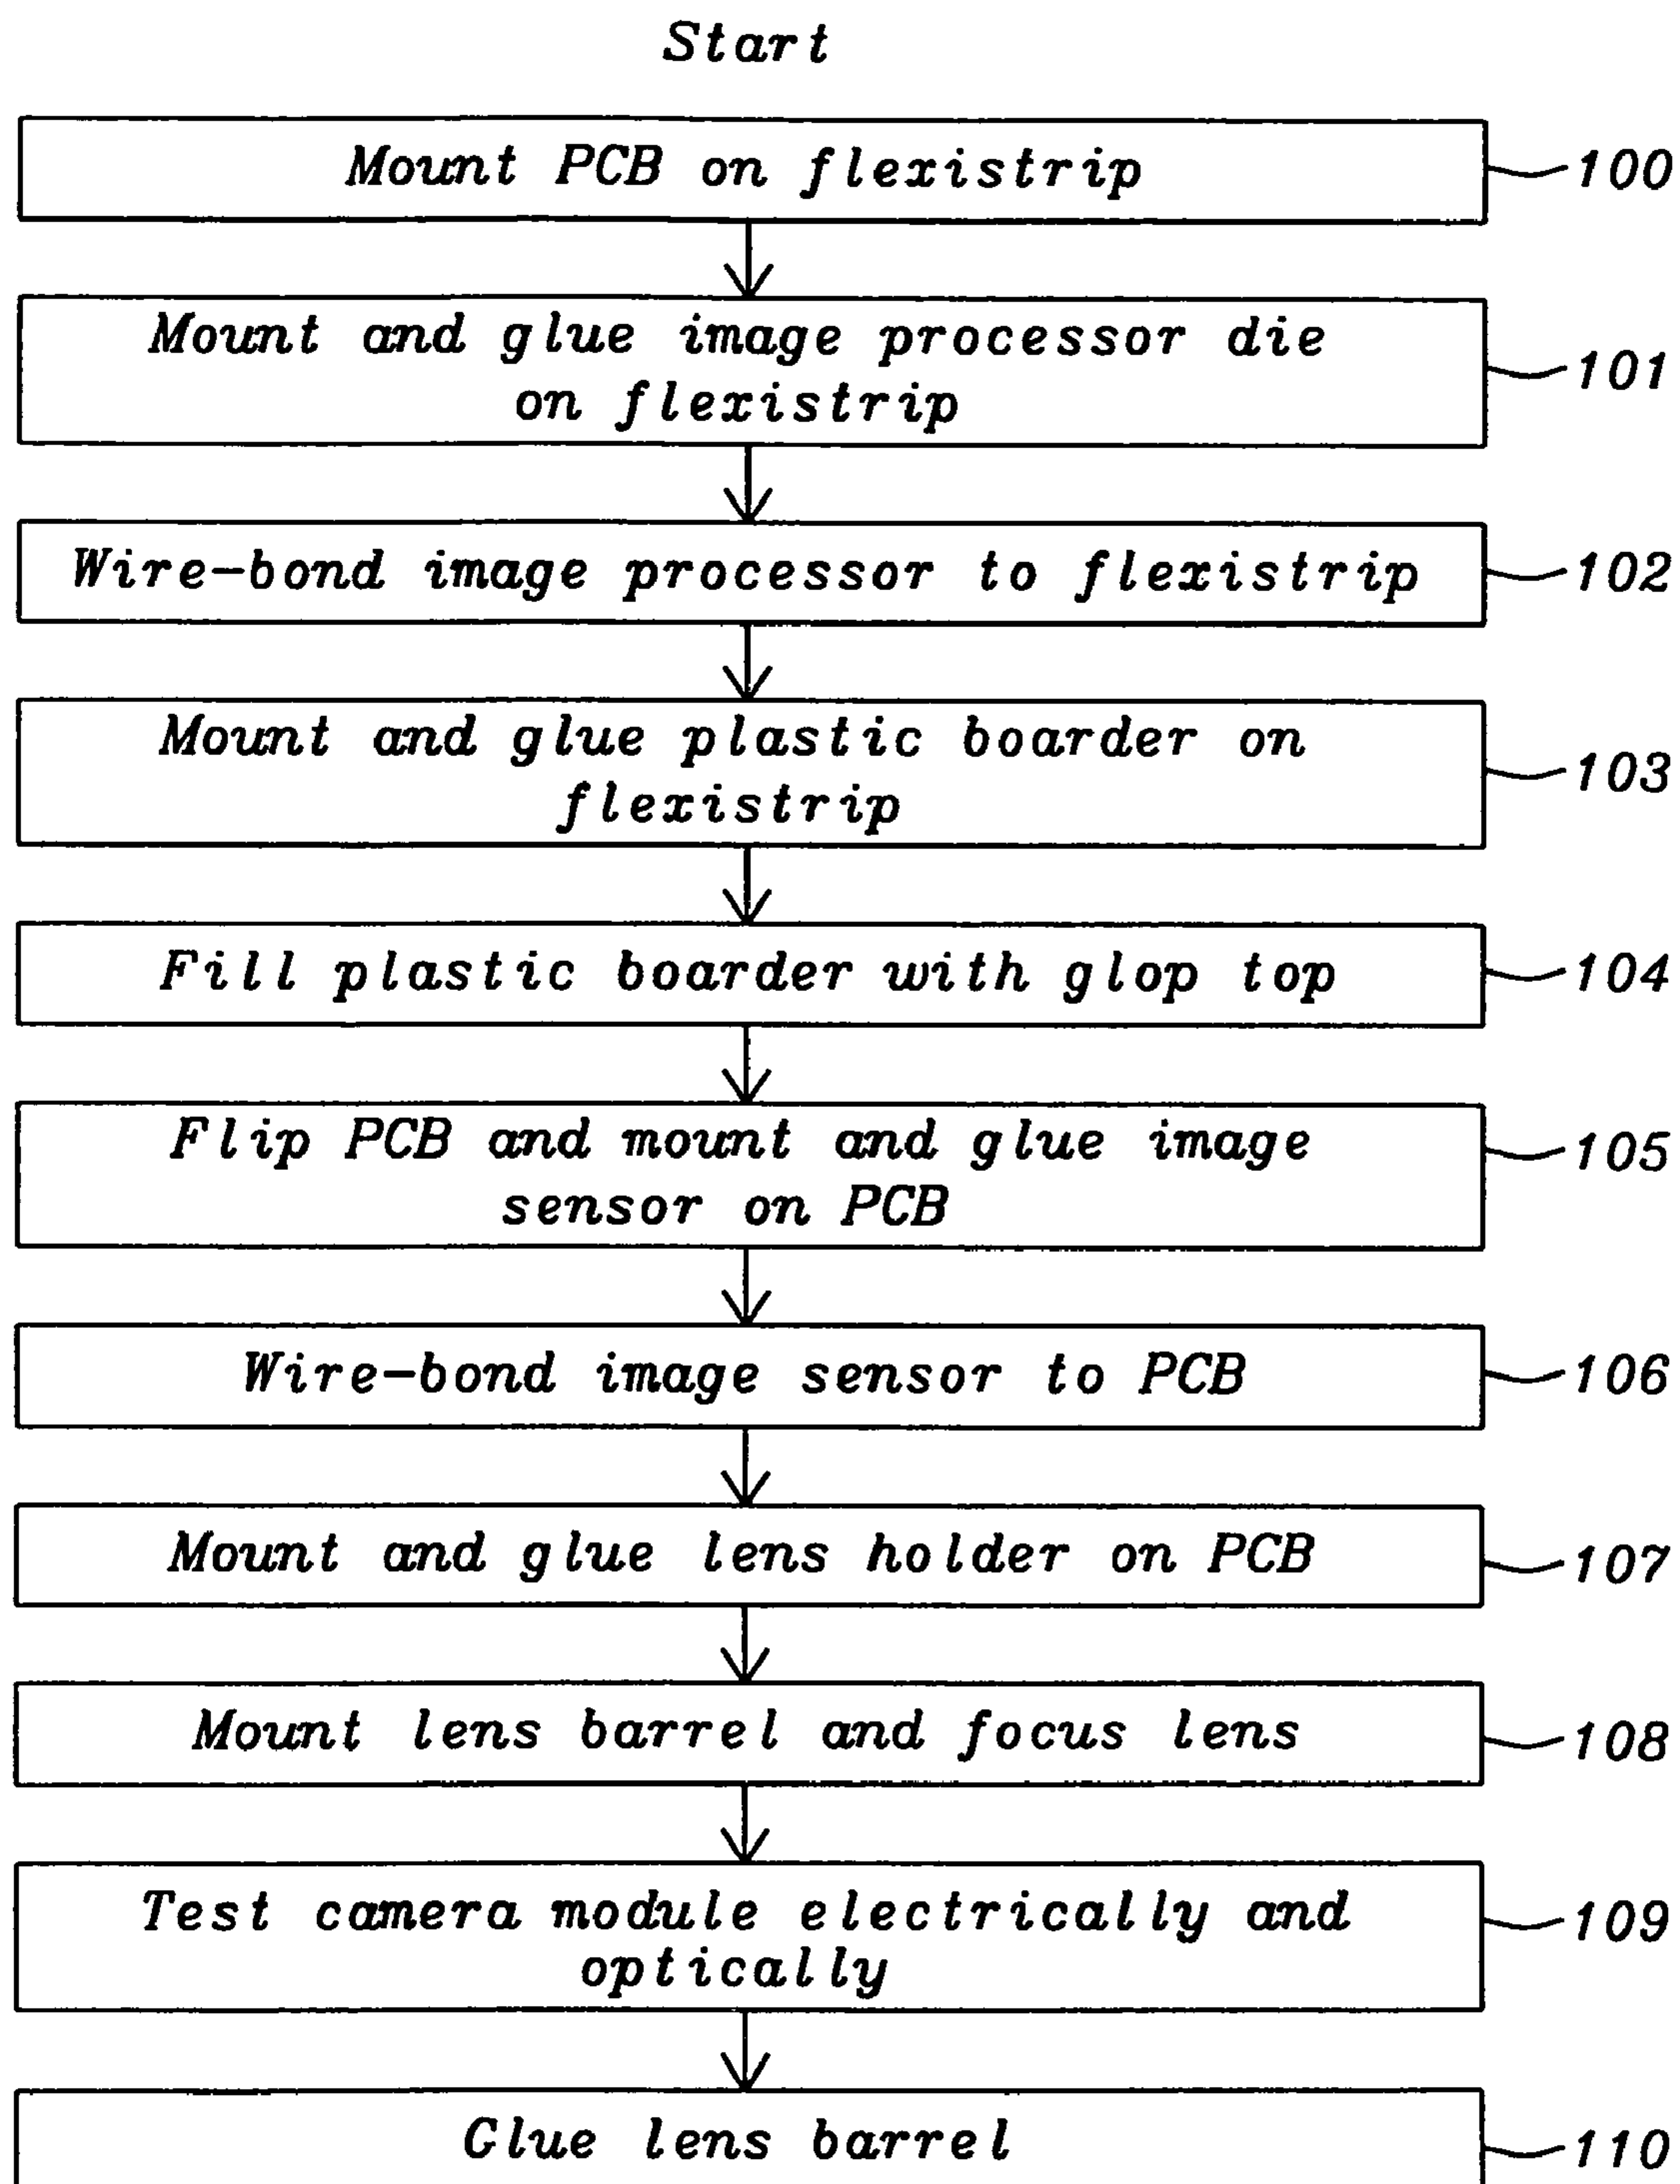 Start
Mount PCB on flexistrip
100
Mount and glue image processor die
on flexistrip
101
Wire-bond image processor to flexistrip
102
Mount and glue plastic boarder on
flexistrip
103
Fill plastic boarder with glop top
104
Flip PCB and mount and glue image
sensor on PCB
105
Wire-bond image sensor to PCB
106
Mount and glue lens holder on PCB
107
Mount lens barrel and focus lens
108
Test camera module electrically and
optically
109
Glue lens barrel
110